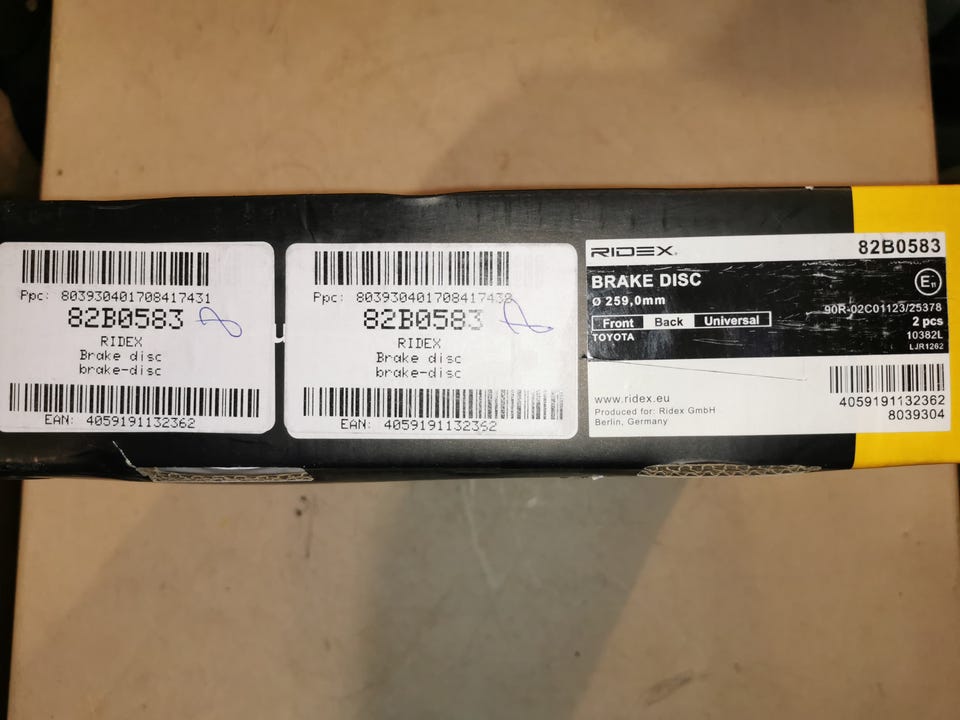 Ppc: 803930401708417431
82B0583
RIDEX
Brake disc
brake-disc
EAN: 4059191132362
Ppc: 803930401708417432
82B0583
RIDEX
Brake disc
brake-disc
EAN: 4059191132362
RIDEX® 82B0583
BRAKE DISC
ø 259,0mm
E11
90R-02C01123/25378
Front Back Universal
2 pcs
TOYOTA
10382L
LJR1262
www.ridex.eu
Produced for: Ridex GmbH
Berlin, Germany
4059191132362
8039304